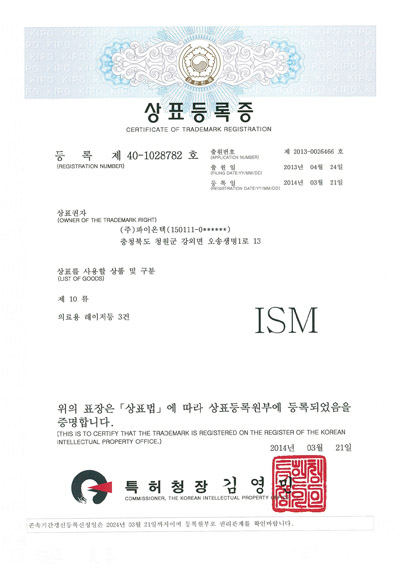 상표등록증
CERTIFICATE OF TRADEMARK REGISTRATION
등 록 제 40-1028782 호
(REGISTRATION NUMBER)
출원번호 제 2013-0026466 호
(APPLICATION NUMBER)
출 원 일 2013년 04월 24일
(FILING DATE:YY/MM/DD)
등 록 일 2014년 03월 21일
(REGISTRATION DATE:YY/MM/DD)
상표권자
(OWNER OF THE TRADEMARK RIGHT)
(주)파이온텍(150111-0******)
충청북도 청원군 강외면 오송생명1로 13
상표를 사용할 상품 및 구분
(LIST OF GOODS)
제 10 류
의료용 레이저등 3건
ISM
위의 표장은 「상표법」에 따라 상표등록원부에 등록되었음을
증명합니다.
(THIS IS TO CERTIFY THAT THE TRADEMARK IS REGISTERED ON THE REGISTER OF THE KOREAN
INTELLECTUAL PROPERTY OFFICE.)
2014년 03월 21일
특허청장 김영민
COMMISSIONER, THE KOREAN INTELLECTUAL PROPERTY
존속기간갱신등록신청일은 2024년 03월 21일까지이며 등록원부로 권리관계를 확인바랍니다.